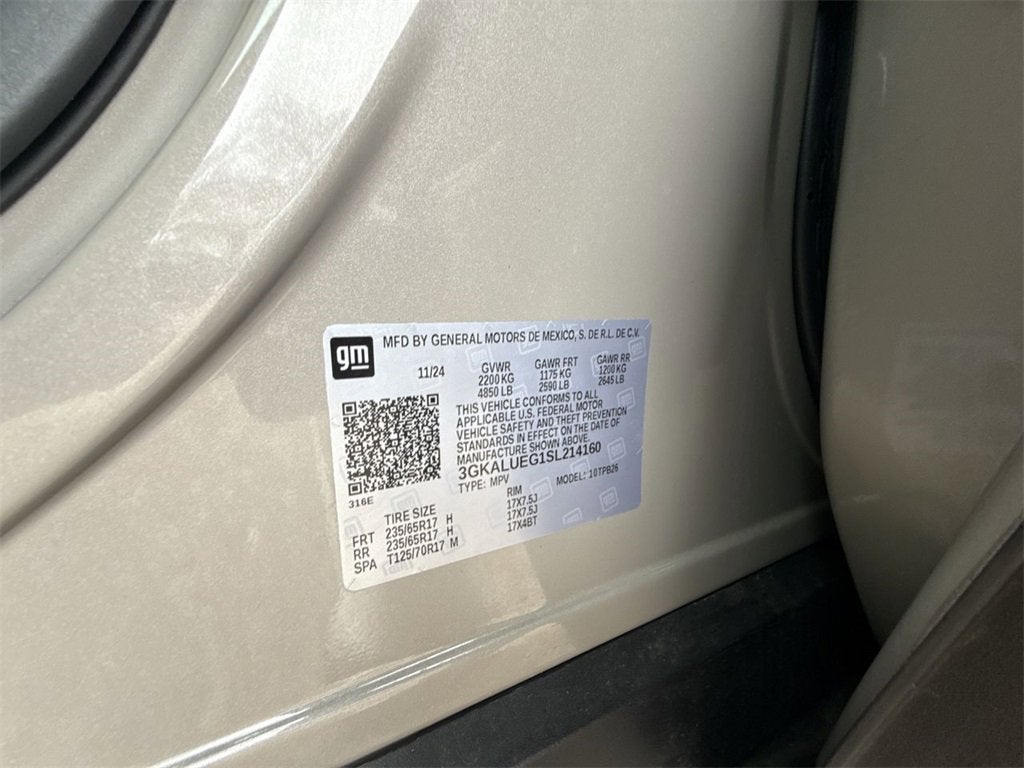 gm
MFD BY GENERAL MOTORS DE MEXICO, S. DE R.L. DE C.V.
11/24 GVWR GAWR FRT GAWR RR
2200 KG 1175 KG 1200 KG
4850 LB 2590 LB 2645 LB
THIS VEHICLE CONFORMS TO ALL
APPLICABLE U.S. FEDERAL MOTOR
VEHICLE SAFETY AND THEFT PREVENTION
STANDARDS IN EFFECT ON THE DATE OF
MANUFACTURE SHOWN ABOVE.
3GKALUEG1SL214160
TYPE: MPV MODEL: 10TPB26
316E
TIRE SIZE RIM
FRT 235/65R17 H 17X7.5J
RR 235/65R17 H 17X7.5J
SPA T125/70R17 M 17X4BT